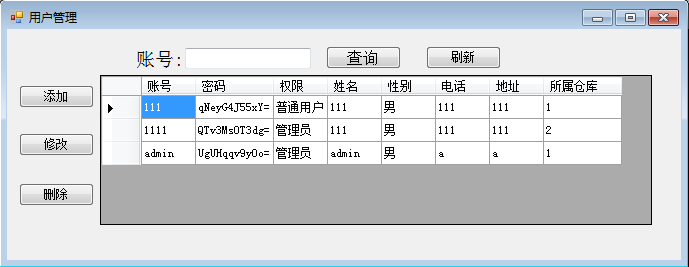 用户管理
账号: 查询 刷新
添加
修改
删除
账号 密码 权限 姓名 性别 电话 地址 所属仓库
111 qNeyG4J55xY= 普通用户 111 男 111 111 1
1111 QTv3MsOT3dg= 管理员 111 男 111 111 2
admin UgUHqqv9yOo= 管理员 admin 男 a a 1